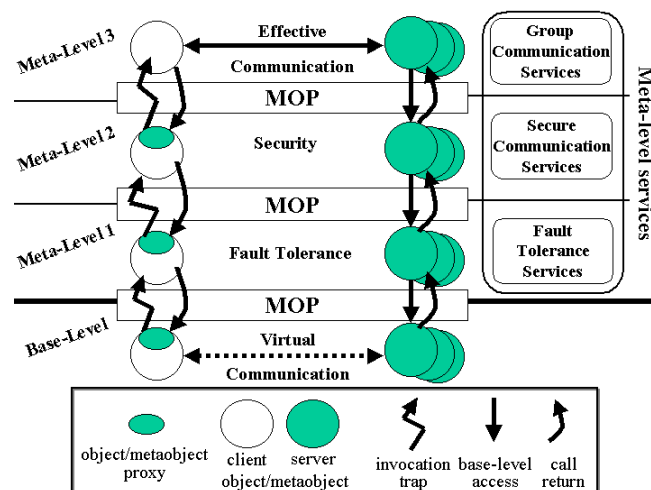 Meta-Level 3
Effective
Communication
Group
Communication
Services
MOP
Meta-Level 2
Security
Secure
Communication
Services
Meta-level services
MOP
Meta-Level 1
Fault Tolerance
Fault
Tolerance
Services
MOP
Base-Level
Virtual
Communication
object/metaobject
proxy
client
server
object/metaobject
invocation
trap
base-level
access
call
return